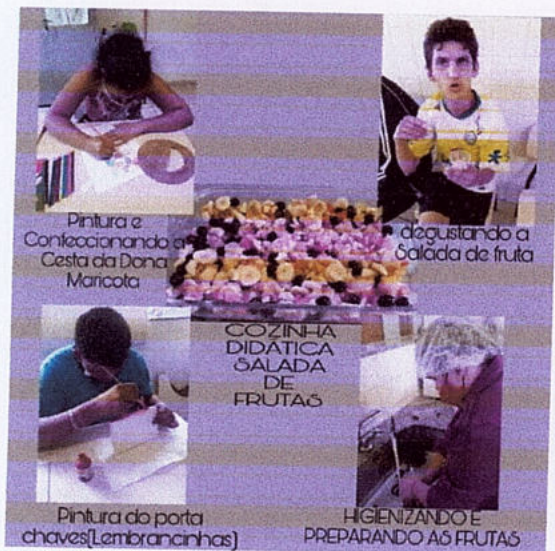 Pintura e
Confeccionando a
Cesta da Dona
Maricota
degustando a
Salada de fruta
COZINHA
DIDÁTICA
SALADA
DE
FRUTAS
Pintura do porta
chaves[Lembrancinhas]
HIGIENIZANDO E
PREPARANDO AS FRUTAS